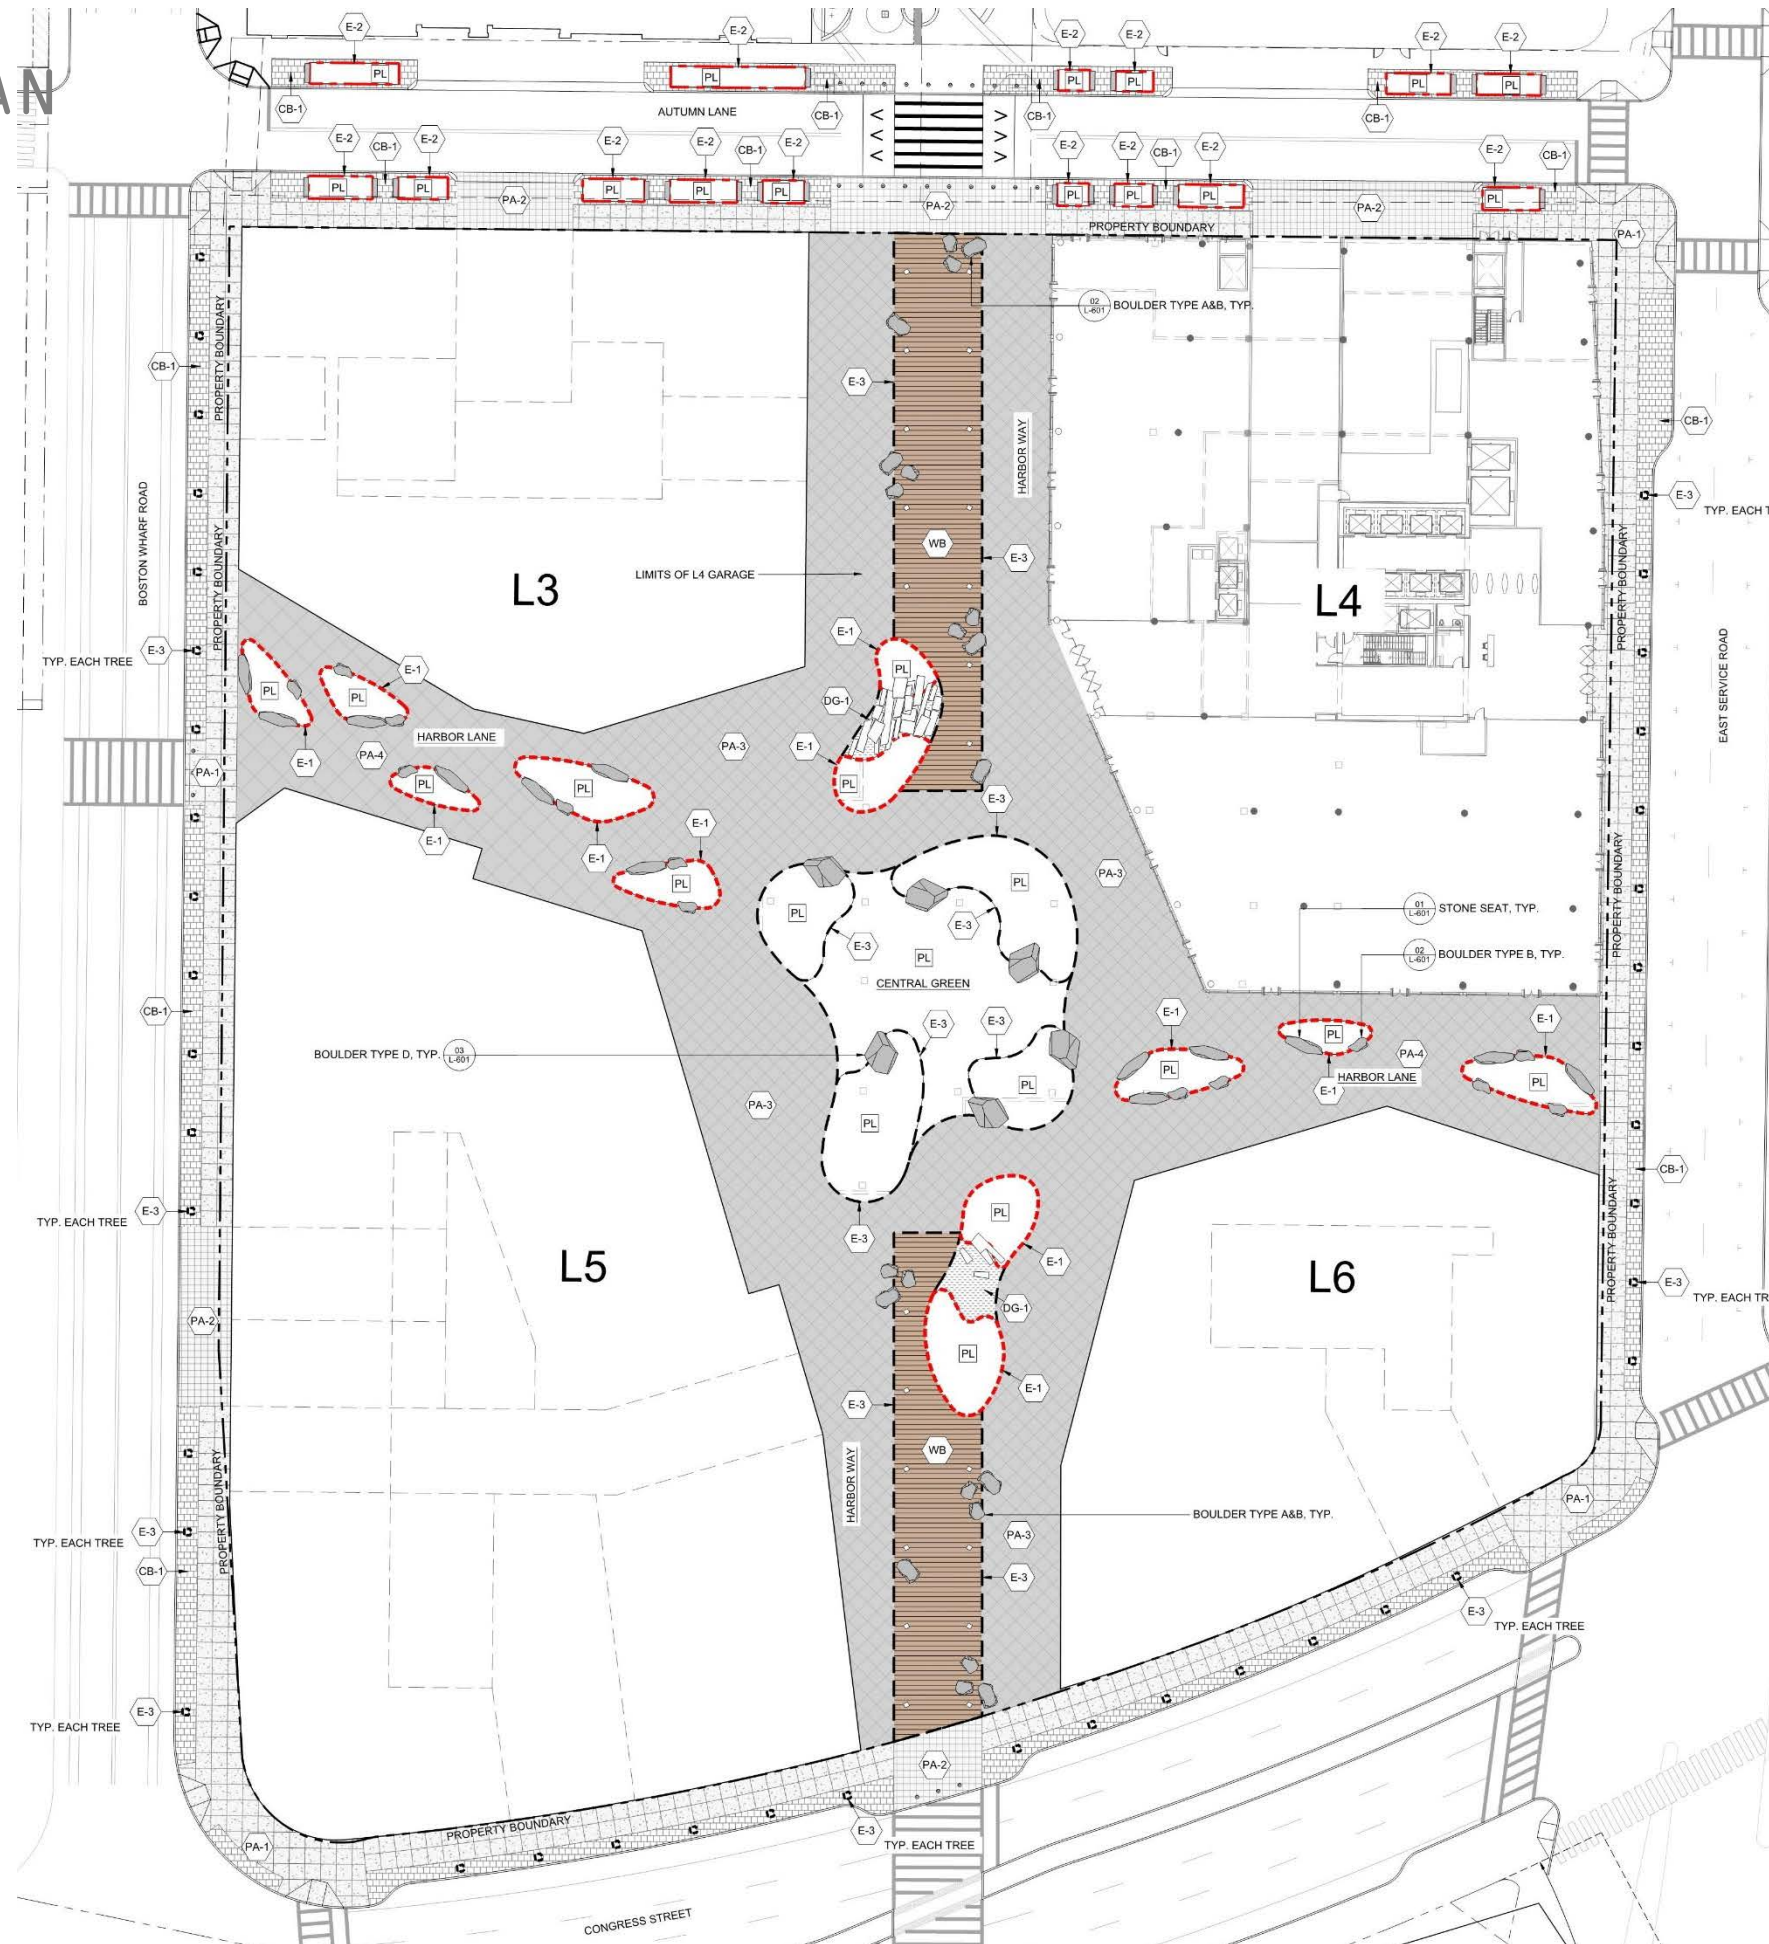 AN
E-2
E-2
E-2
E-2
E-2
E-2
PL
PL
PL
PL
PL
PL
CB-1
AUTUMN LANE
CB-1
CB-1
CB-1
E-2
CB-1
E-2
E-2
E-2
CB-1
E-2
E-2
E-2
CB-1
E-2
E-2
CB-1
PL
PL
PL
PL
PL
PL
PL
PL
PL
PA-2
PA-2
PA-2
PROPERTY BOUNDARY
PA-1
02
L-601
BOULDER TYPE A&B, TYP.
PROPERTY BOUNDARY
CB-1
E-3
HARBOR WAY
CB-1
BOSTON WHARF ROAD
E-3
TYP. EACH T
PROPERTY BOUNDARY
WB
E-3
LIMITS OF L4 GARAGE
L3
L4
PROPERTY BOUNDARY
E-1
E-3
TYP. EACH TREE
E-1
PL
PL
PL
DG-1
EAST SERVICE ROAD
HARBOR LANE
PA-3
E-1
PA-4
E-1
PA-1
PL
PL
PL
E-3
E-1
E-1
E-1
PL
PROPERTY BOUNDARY
PA-3
PL
PL
E-3
E-3
01
L-601
STONE SEAT, TYP.
PL
02
L-601
BOULDER TYPE B, TYP.
CENTRAL GREEN
CB-1
E-3
E-3
E-1
E-1
PL
BOULDER TYPE D, TYP.
03
L-601
PA-4
PL
HARBOR LANE
PL
PL
E-1
PA-3
PL
CB-1
E-3
TYP. EACH TREE
PL
PROPERTY BOUNDARY
E-3
E-1
L5
L6
E-3
TYP. EACH TR
DG-1
PA-2
PL
E-1
E-3
WB
HARBOR WAY
PROPERTY BOUNDARY
PA-1
BOULDER TYPE A&B, TYP.
E-3
TYP. EACH TREE
PA-3
CB-1
E-3
E-3
TYP. EACH TREE
E-3
TYP. EACH TREE
PA-2
PROPERTY BOUNDARY
E-3
TYP. EACH TREE
PA-1
CONGRESS STREET